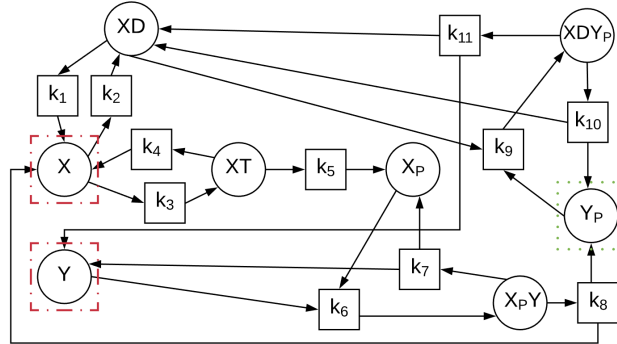 XD
k₁₁
XDYₚ
k₁
k₂
k₁₀
k₄
k₉
X
XT
k₅
Xₚ
k₃
Yₚ
Y
k₇
k₆
XₚY
k₈